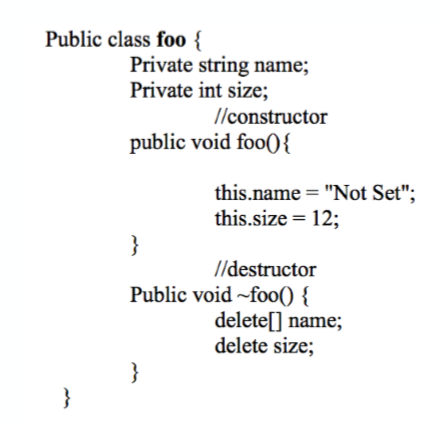 Public class foo {
Private string name;
Private int size;
//constructor
public void foo(){
this.name = "Not Set";
this.size = 12;
}
//destructor
Public void ~foo() {
delete[] name;
delete size;
}
}